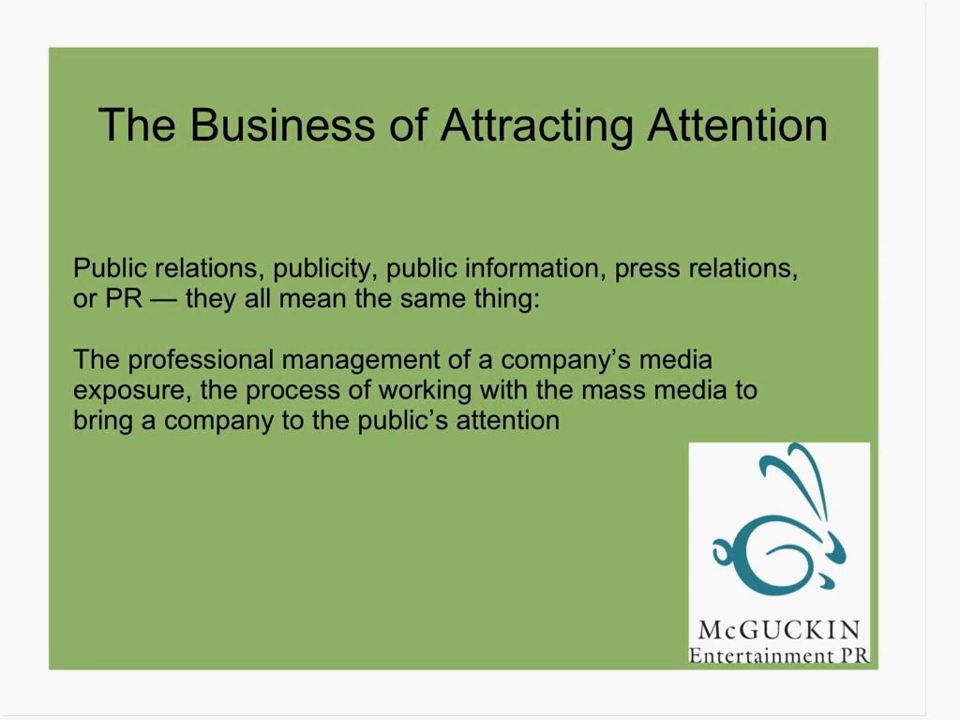 The Business of Attracting Attention
Public relations, publicity, public information, press relations,
or PR — they all mean the same thing:
The professional management of a company’s media
exposure, the process of working with the mass media to
bring a company to the public’s attention
McGUCKIN
Entertainment PR